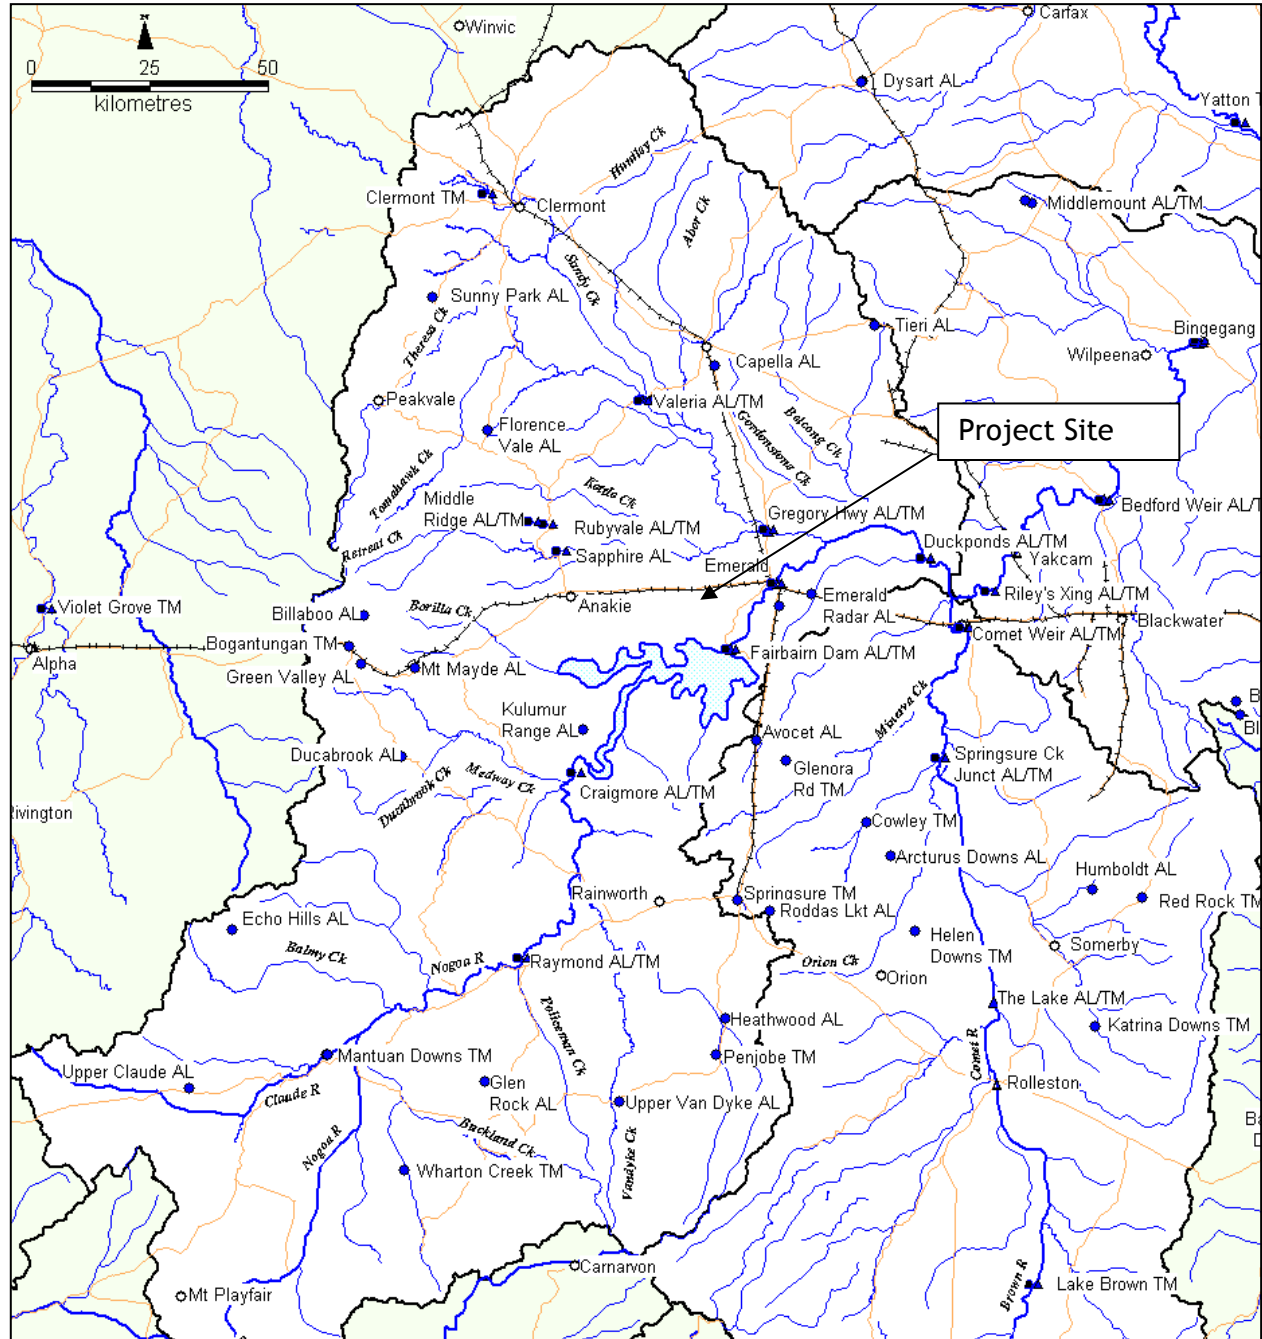 N
Winvic
Carfax
0 25 50
kilometres
Dysart AL
Yatton T
Huntley Ck
Clermont TM
Clermont
Abor Ck
Middlemount AL/TM
Sandy Ck
Sunny Park AL
Theresa Ck
Tieri AL
Bingegang
Wilpeena
Capella AL
Peakvale
Valeria AL/TM
Gordonstone Ck
Balcong Ck
Project Site
Florence
Vale AL
Tomahawk Ck
Kettle Ck
Middle
Ridge AL/TM
Rubyvale AL/TM
Gregory Hwy AL/TM
Bedford Weir AL/T
Retreat Ck
Sapphire AL
Duckponds AL/TM
Yakcam
Emerald
Emerald
Radar AL
Riley's Xing AL/TM
Anakie
Violet Grove TM
Billaboo AL
Borilla Ck
Blackwater
Comet Weir AL/TM
Bogantungan TM
Alpha
Green Valley AL
Mt Mayde AL
Fairbairn Dam AL/TM
Minerva Ck
B
Bl
Kulumur
Range AL
Avocet AL
Ducabrook AL
Ducabrook Ck
Medway Ck
Craigmore AL/TM
Glenora
Rd TM
Springsure Ck
Junct AL/TM
Rivington
Cowley TM
Arcturus Downs AL
Humboldt AL
Red Rock TM
Rainworth
Springsure TM
Roddas Lkt AL
Echo Hills AL
Helen
Downs TM
Somerby
Balmy Ck
Nogoa R
Raymond AL/TM
Orion Ck
Orion
The Lake AL/TM
Policeman Ck
Heathwood AL
Katrina Downs TM
Mantuan Downs TM
Penjobe TM
Comet R
Upper Claude AL
Claude R
Glen
Rock AL
Upper Van Dyke AL
Rolleston
Ba
D
Nogoa R
Buckland Ck
Vandyke Ck
Wharton Creek TM
Carnarvon
Brown R
Lake Brown TM
Mt Playfair